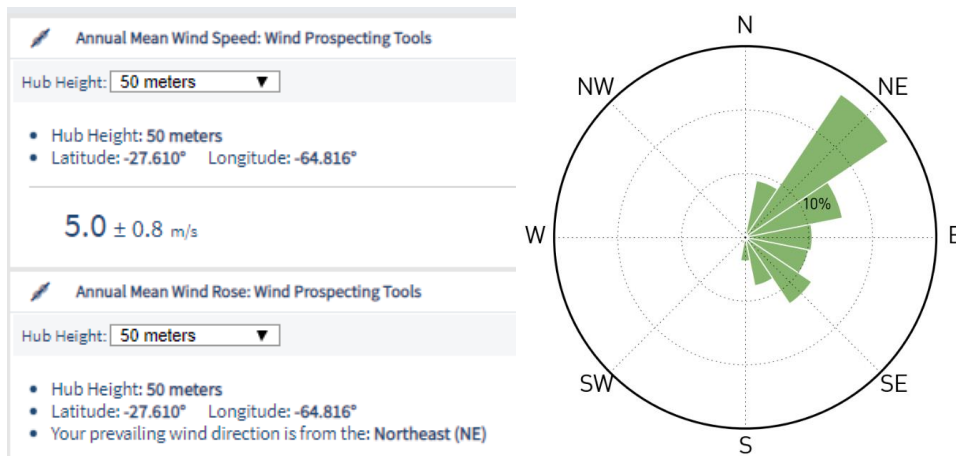 Annual Mean Wind Speed: Wind Prospecting Tools
Hub Height: 50 meters
Hub Height: 50 meters
Latitude: -27.610° Longitude: -64.816°
5.0 ± 0.8 m/s
Annual Mean Wind Rose: Wind Prospecting Tools
Hub Height: 50 meters
Hub Height: 50 meters
Latitude: -27.610° Longitude: -64.816°
Your prevailing wind direction is from the: Northeast (NE)
N
NW
NE
10%
W
E
SW
SE
S